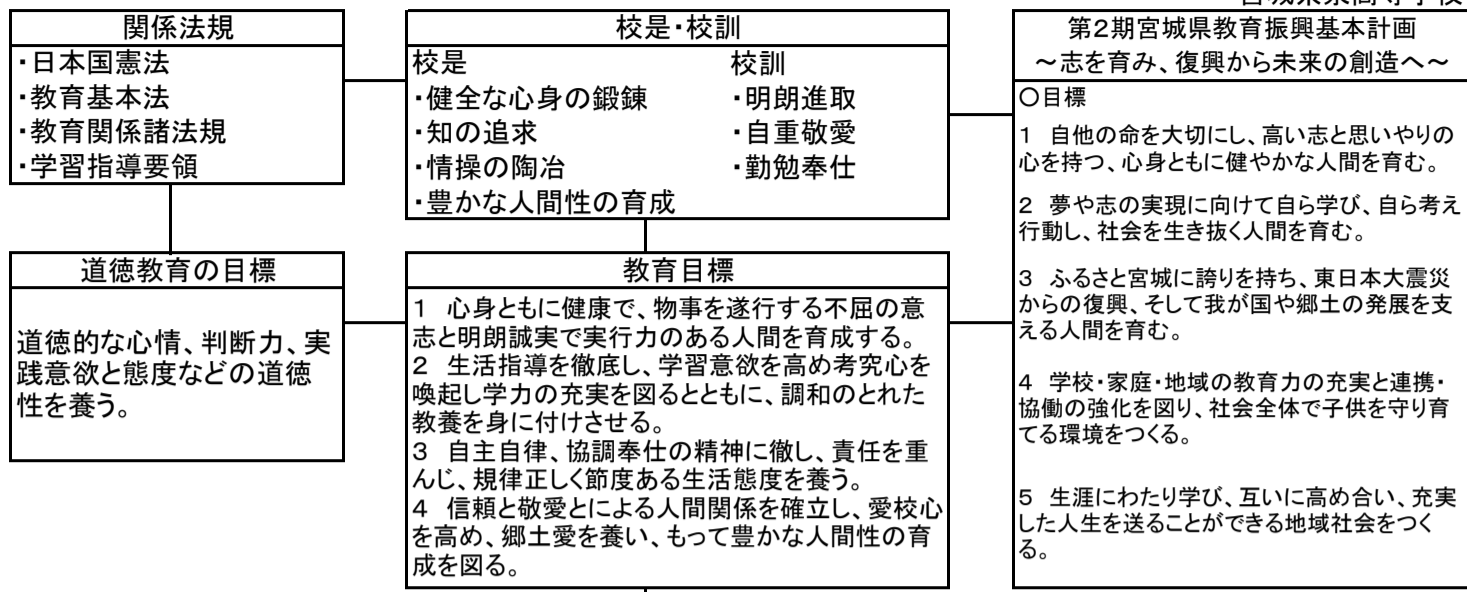 関係法規
・日本国憲法
・教育基本法
・教育関係諸法規
・学習指導要領
校是・校訓
校是　校訓
・健全な心身の鍛錬　・明朗進取
・知の追求　・自重敬愛
・情操の陶冶　・勤勉奉仕
・豊かな人間性の育成
第2期宮城県教育振興基本計画
～志を育み、復興から未来の創造へ～
○目標
1　自他の命を大切にし、高い志と思いやりの
心を持つ、心身ともに健やかな人間を育む。
2　夢や志の実現に向けて自ら学び、自ら考え
行動し、社会を生き抜く人間を育む。
3　ふるさと宮城に誇りを持ち、東日本大震災
からの復興、そして我が国や郷土の発展を支
える人間を育む。
4　学校・家庭・地域の教育力の充実と連携・
協働の強化を図り、社会全体で子供を守り育
てる環境をつくる。
5　生涯にわたり学び、互いに高め合い、充実
した人生を送ることができる地域社会をつく
る。
道徳教育の目標
道徳的な心情、判断力、実
践意欲と態度などの道徳
性を養う。
教育目標
1　心身ともに健康で、物事を遂行する不屈の意
志と明朗誠実で実行力のある人間を育成する。
2　生活指導を徹底し、学習意欲を高め考究心を
喚起し学力の充実を図るとともに、調和のとれた
教養を身に付けさせる。
3　自主自律、協調奉仕の精神に徹し、責任を重
んじ、規律正しく節度ある生活態度を養う。
4　信頼と敬愛とによる人間関係を確立し、愛校心
を高め、郷土愛を養い、もって豊かな人間性の育
成を図る。